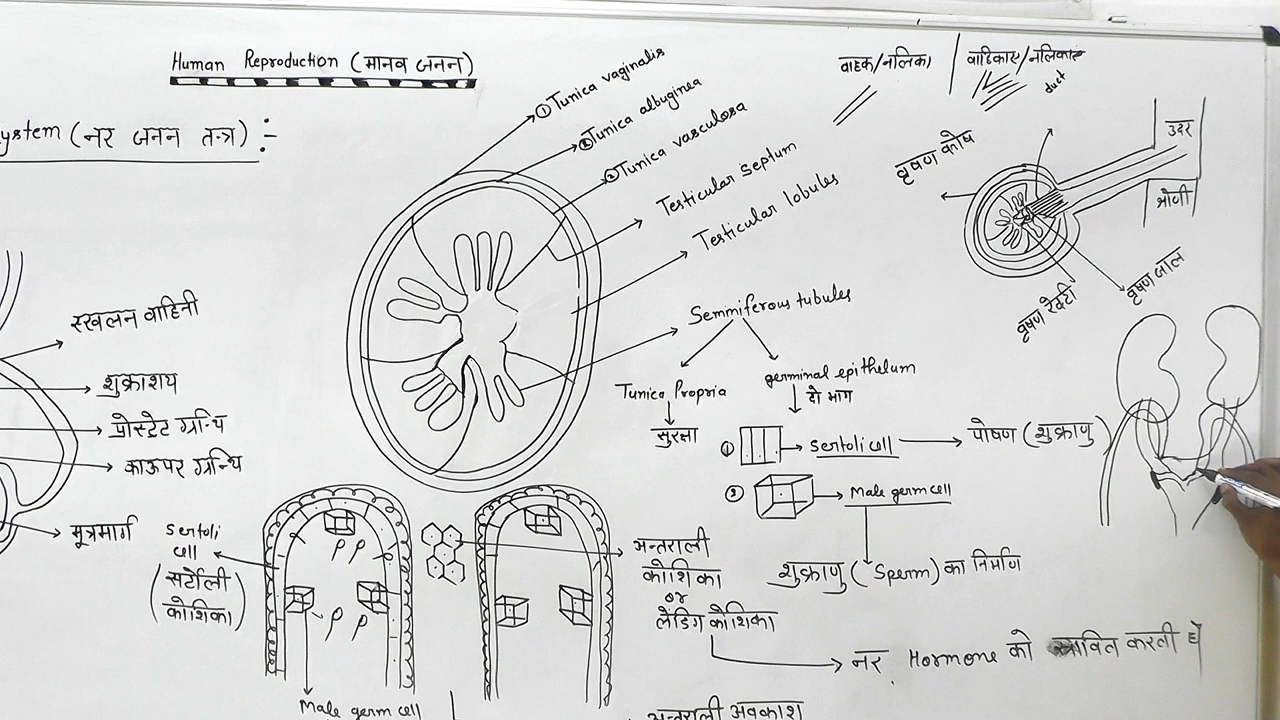 Human Reproduction (मानव जनन)
ystem (नर जनन तन्त्र) :-
स्खलन वाहिनी
शुक्राशय
प्रोस्टेट ग्रन्थि
काऊपर ग्रन्थि
मूत्रमार्ग
① Tunica vaginalis
② Tunica albuginea
③ Tunica vasculosa
Testicular septum
Testicular lobules
Semmiferous tubules
Tunica Propria
सुरक्षा
germinal epithelum
दो भाग
① sertoli cell
पोषण (शुक्राणु)
② Male germ cell
शुक्राणु (Sperm) का निर्माण
वाहक/नलिका
वाहिकाए/नलिकाए
duct
वृषण कोष
उदर
श्रोणी
वृषण जाल
वृषण रेक्टी
sertoli
cell
(सर्टोली
कोशिका)
Male germ cell
अन्तराली
कोशिका
or
लेडिग कोशिका
नर Hormone को स्त्रावित करती है
अन्तराली अवकाश